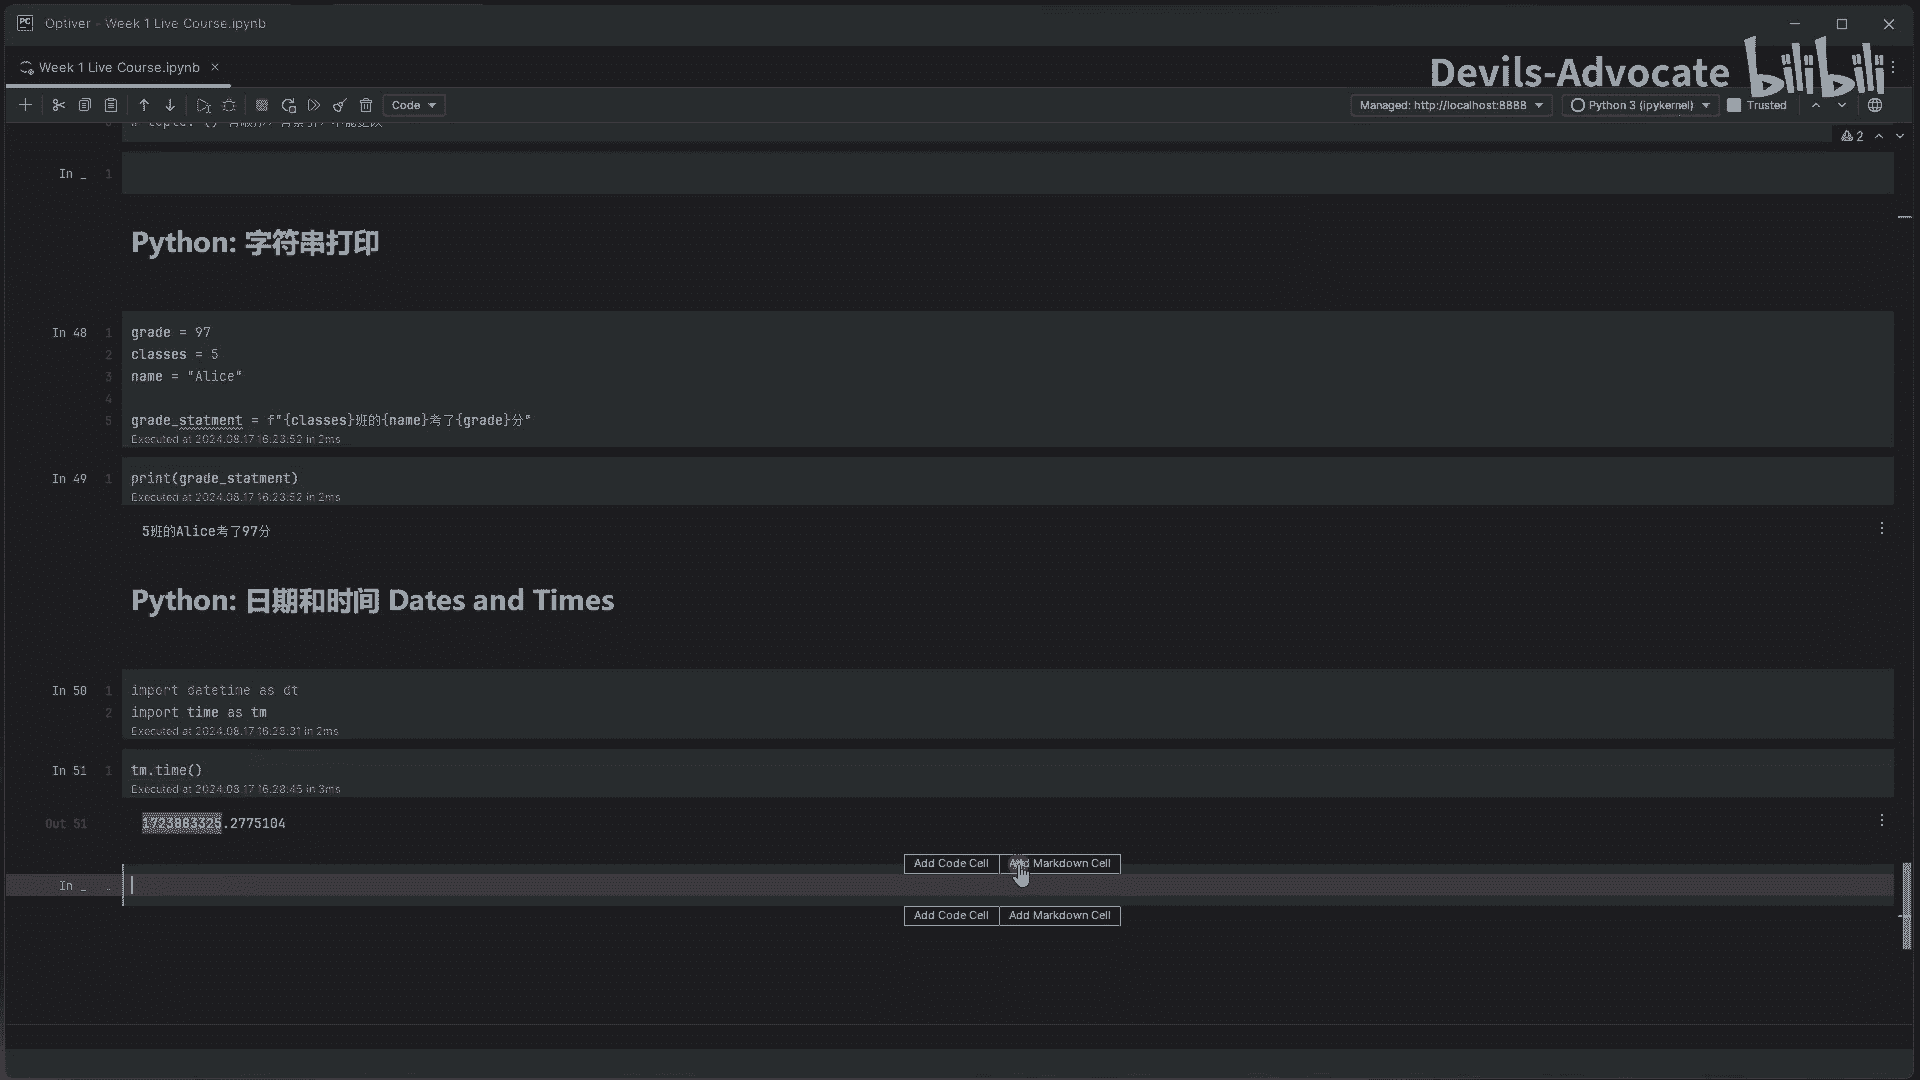 PC Optiver - Week 1 Live Course.ipynb
Week 1 Live Course.ipynb
Devils-Advocate bilibili
Code
Managed: http://localhost:8888
Python 3 (ipykernel)
Trusted
2
In _ 1
Python: 字符串打印
In 48
1 grade = 97
2 classes = 5
3 name = "Alice"
4
5 grade_statment = f"{classes}班的{name}考了{grade}分"
Executed at 2024.08.17 16:23:52 in 2ms
In 49 1 print(grade_statment)
Executed at 2024.08.17 16:23:52 in 2ms
5班的Alice考了97分
Python: 日期和时间 Dates and Times
In 50 1 import datetime as dt
2 import time as tm
Executed at 2024.08.17 16:28:31 in 2ms
In 51 1 tm.time()
Executed at 2024.08.17 16:28:45 in 3ms
Out 51 1723883325.2775104
Add Code Cell Add Markdown Cell
In _
Add Code Cell Add Markdown Cell